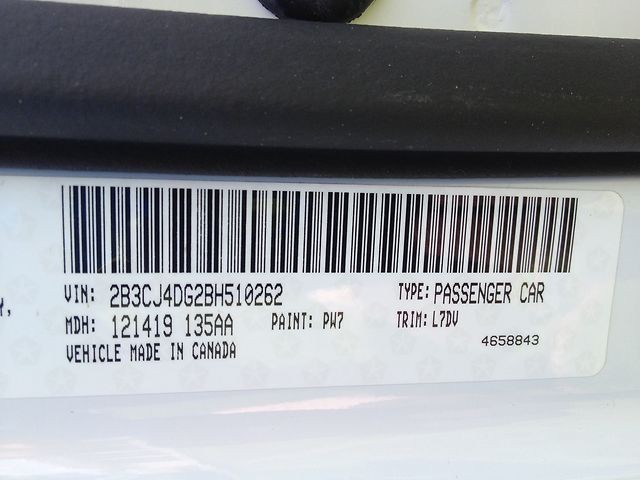 Y,
VIN: 2B3CJ4DG2BH510262 TYPE: PASSENGER CAR
MDH: 121419 135AA PAINT: PW7 TRIM: L7DV
VEHICLE MADE IN CANADA 4658843